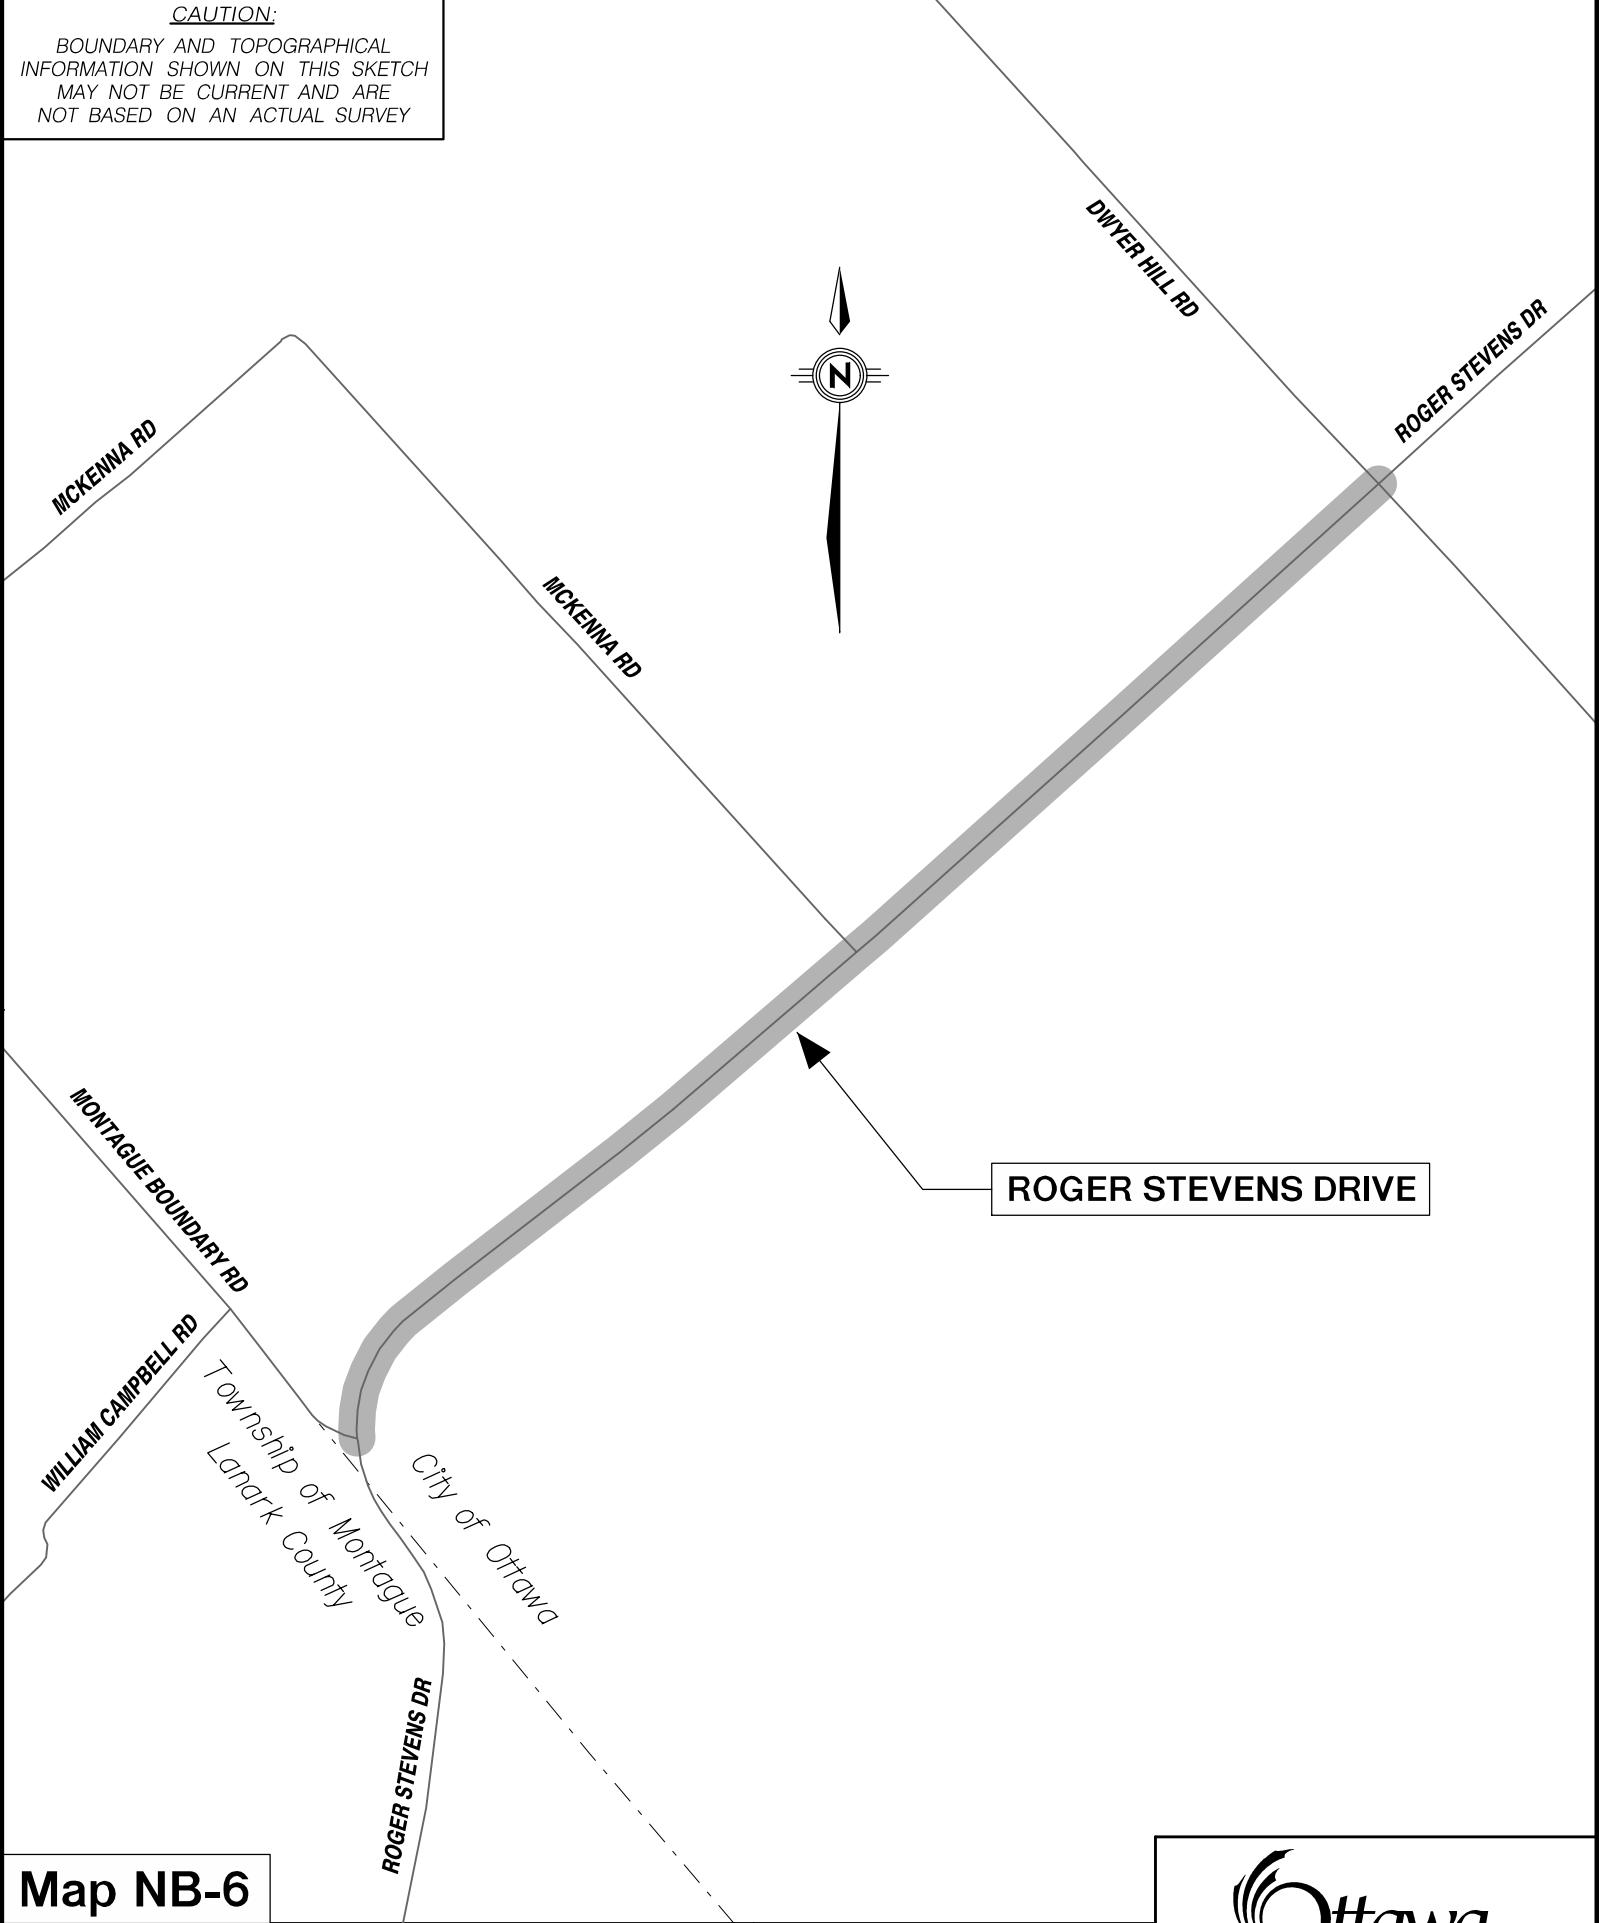 CAUTION:
BOUNDARY AND TOPOGRAPHICAL
INFORMATION SHOWN ON THIS SKETCH
MAY NOT BE CURRENT AND ARE
NOT BASED ON AN ACTUAL SURVEY
DWYER HILL RD
ROGER STEVENS DR
N
MCKENNA RD
MCKENNA RD
ROGER STEVENS DRIVE
MONTAGUE BOUNDARY RD
WILLIAM CAMPBELL RD
Township of Montague
Lanark County
City of Ottawa
ROGER STEVENS DR
Map NB-6
Ottawa